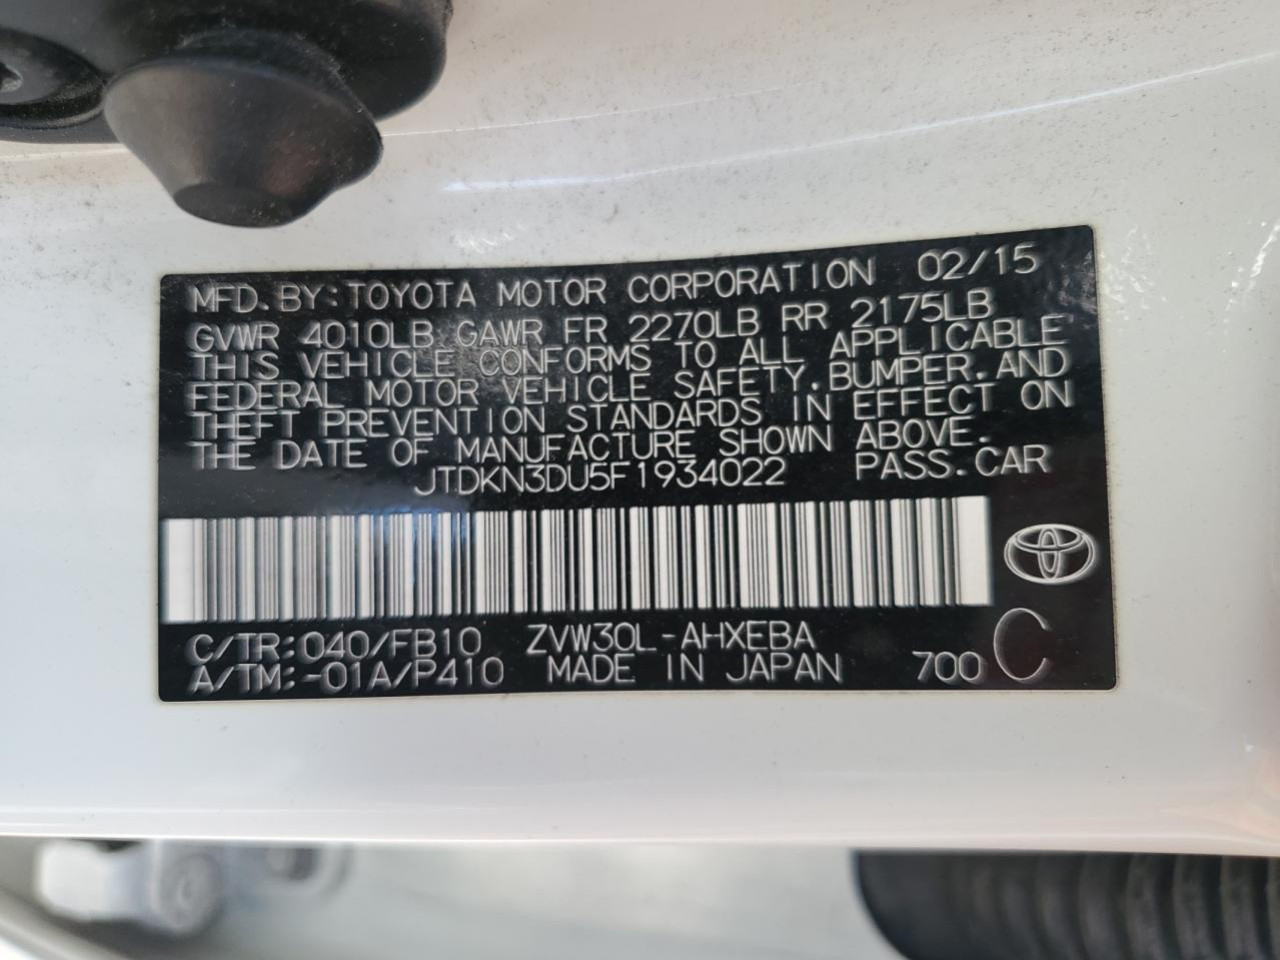 MFD. BY: TOYOTA MOTOR CORPORATION 02/15
GVWR 4010LB GAWR FR 2270LB RR 2175LB
THIS VEHICLE CONFORMS TO ALL APPLICABLE
FEDERAL MOTOR VEHICLE SAFETY, BUMPER, AND
THEFT PREVENTION STANDARDS IN EFFECT ON
THE DATE OF MANUFACTURE SHOWN ABOVE.
JTDKN3DU5F1934022 PASS. CAR
C/TR: 040/FB10 ZVW30L-AHXEBA
A/TM: -01A/P410 MADE IN JAPAN 700 C